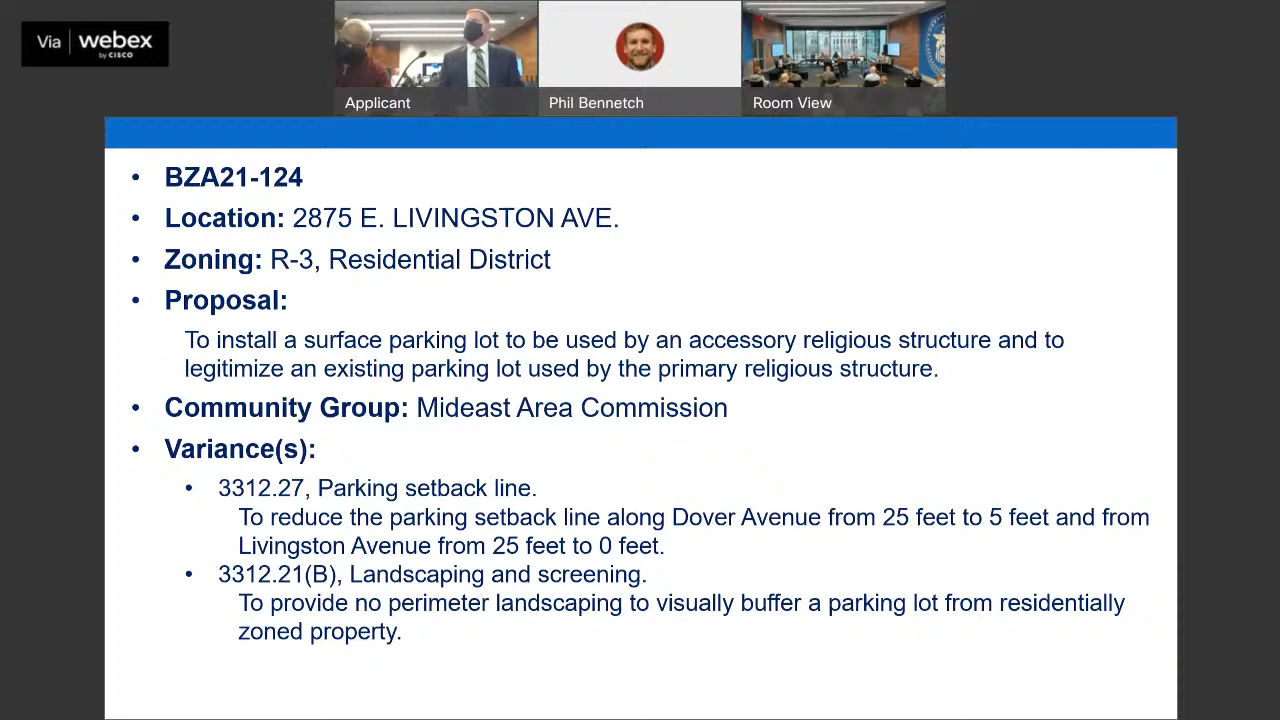 Via | webex
by CISCO
Applicant
Phil Bennetch
Room View
• BZA21-124
• Location: 2875 E. LIVINGSTON AVE.
• Zoning: R-3, Residential District
• Proposal:
To install a surface parking lot to be used by an accessory religious structure and to
legitimize an existing parking lot used by the primary religious structure.
• Community Group: Mideast Area Commission
• Variance(s):
• 3312.27, Parking setback line.
To reduce the parking setback line along Dover Avenue from 25 feet to 5 feet and from
Livingston Avenue from 25 feet to 0 feet.
• 3312.21(B), Landscaping and screening.
To provide no perimeter landscaping to visually buffer a parking lot from residentially
zoned property.